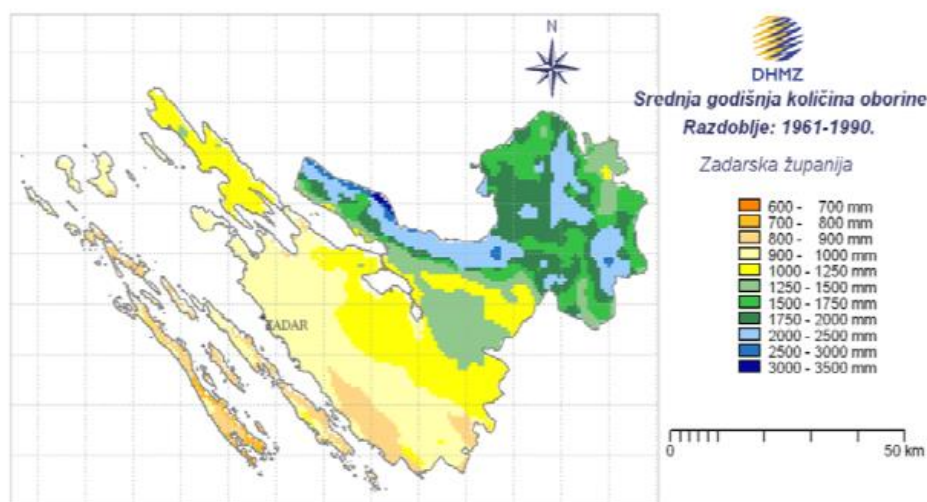 N
DHMZ
Srednja godišnja količina oborine
Razdoblje: 1961-1990.
Zadarska županija
600 - 700 mm
700 - 800 mm
800 - 900 mm
900 - 1000 mm
1000 - 1250 mm
1250 - 1500 mm
1500 - 1750 mm
1750 - 2000 mm
2000 - 2500 mm
2500 - 3000 mm
3000 - 3500 mm
ZADAR
0
50 km